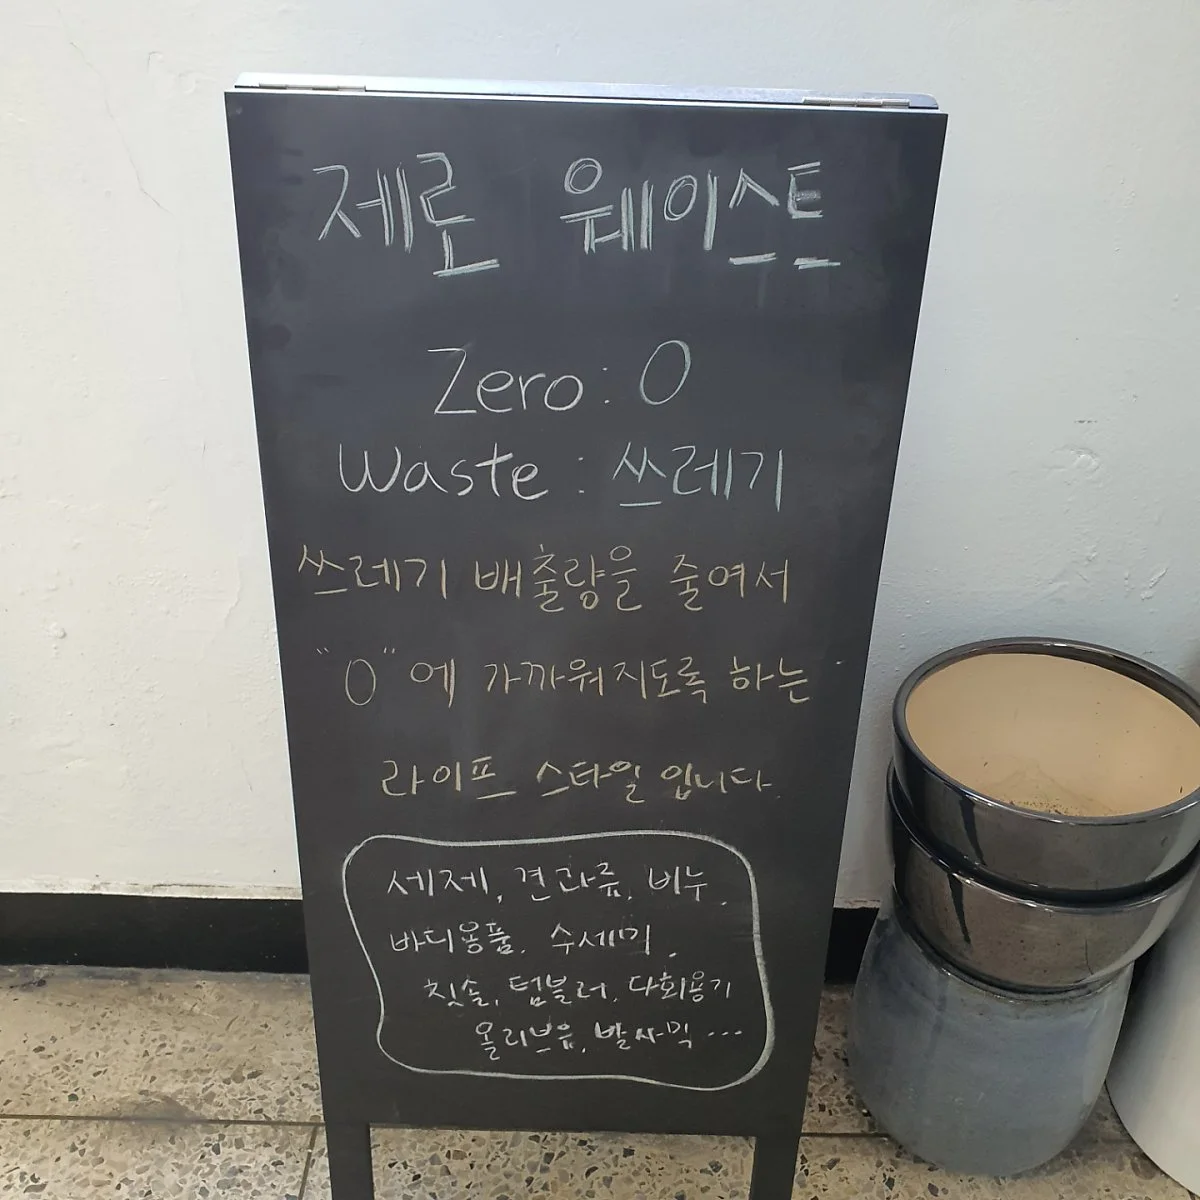 제로 웨이스트
Zero : 0
Waste : 쓰레기
쓰레기 배출량을 줄여서
"0"에 가까워지도록 하는
라이프 스타일 입니다.
세제, 견과류, 비누,
바디용품, 수세미,
칫솔, 텀블러, 다회용기
올리브유, 발사믹 ...